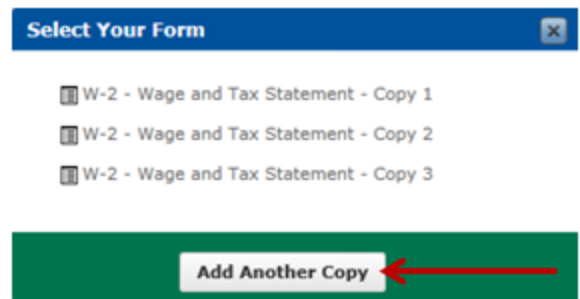 Select Your Form
W-2 - Wage and Tax Statement - Copy 1
W-2 - Wage and Tax Statement - Copy 2
W-2 - Wage and Tax Statement - Copy 3
Add Another Copy